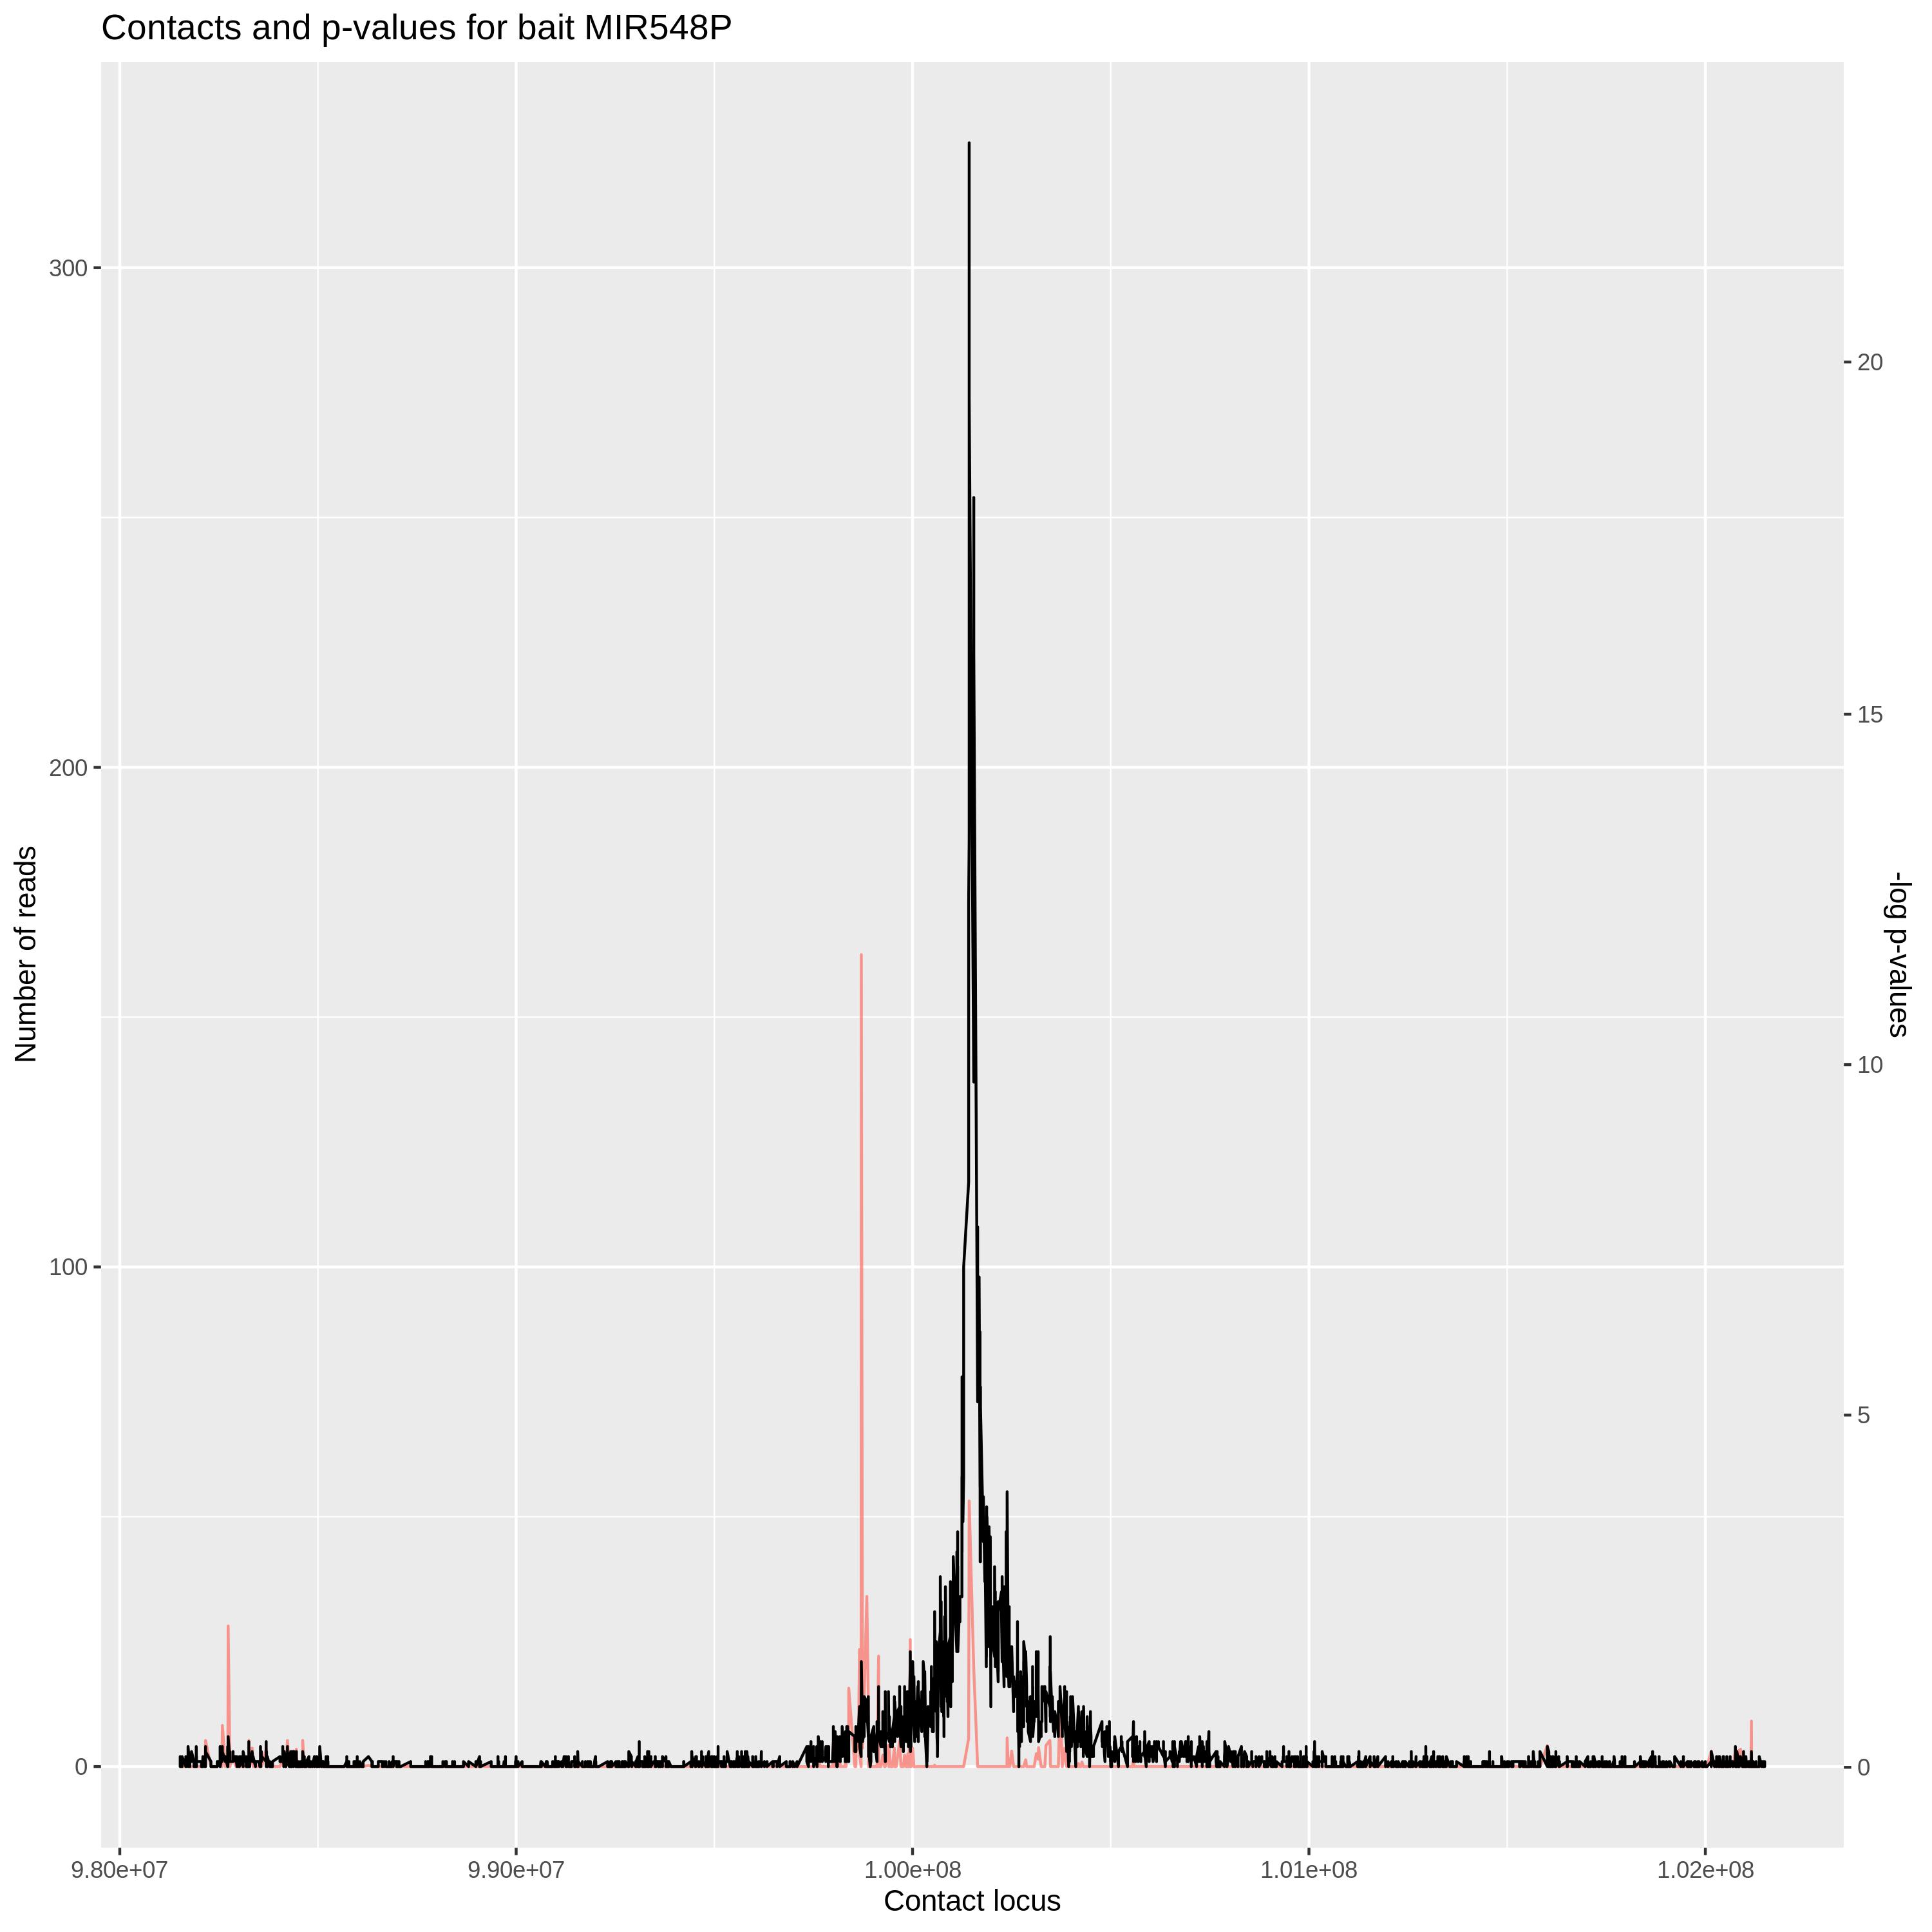 Contacts and p-values for bait MIR548P
300
200
100
0
Number of reads
20
15
10
5
0
-log p-values
9.80e+07
9.90e+07
1.00e+08
1.01e+08
1.02e+08
Contact locus